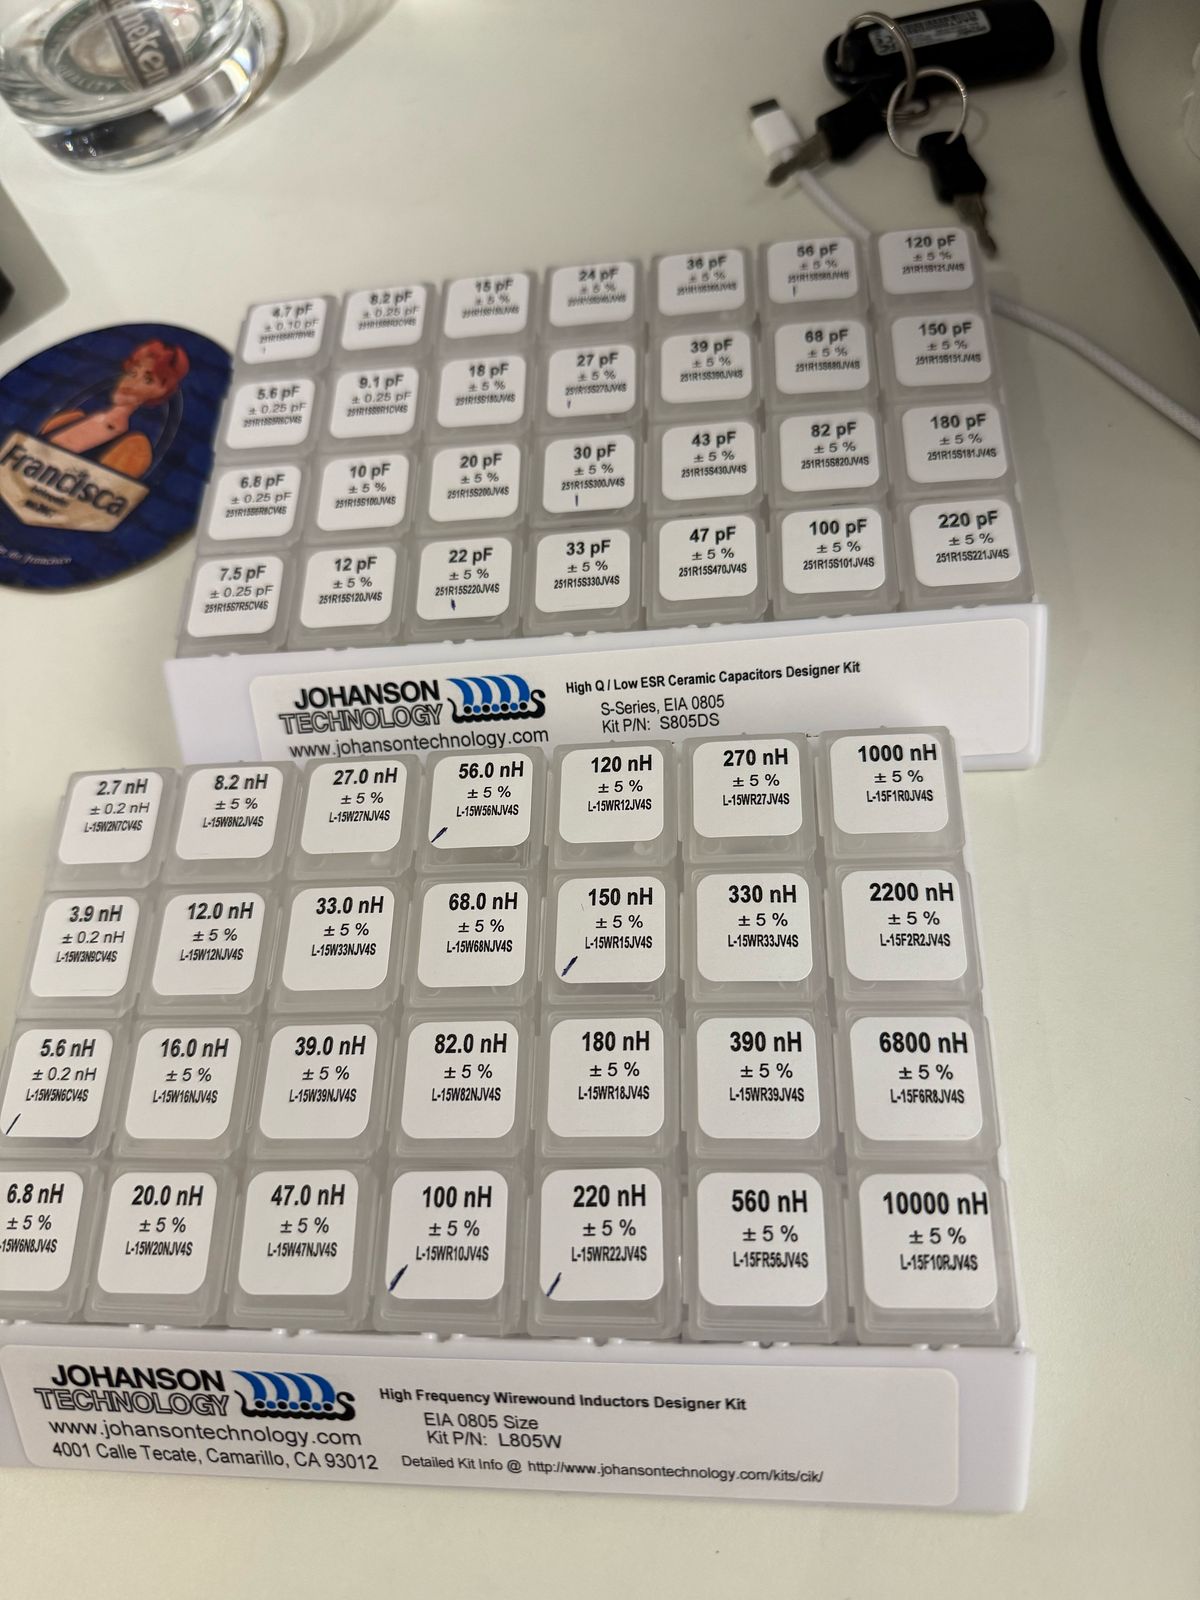 Heineken
120 pF
± 5 %
251R15S121JV4S
56 pF
± 5 %
251R15S560JV4S
36 pF
± 5 %
251R15S360JV4S
24 pF
± 5 %
251R15S240JV4S
15 pF
± 5 %
251R15S150JV4S
8.2 pF
± 0.25 pF
251R15S8R2CV4S
4.7 pF
± 0.10 pF
5.6 pF
± 0.25 pF
251R15S5R6CV4S
9.1 pF
± 0.25 pF
251R15S9R1CV4S
18 pF
± 5 %
251R15S180JV4S
27 pF
± 5 %
251R15S270JV4S
39 pF
± 5 %
251R15S390JV4S
68 pF
± 5 %
251R15S680JV4S
150 pF
± 5 %
251R15S151JV4S
6.8 pF
± 0.25 pF
251R15S6R8CV4S
10 pF
± 5 %
251R15S100JV4S
20 pF
± 5 %
251R15S200JV4S
30 pF
± 5 %
251R15S300JV4S
43 pF
± 5 %
251R15S430JV4S
82 pF
± 5 %
251R15S820JV4S
180 pF
± 5 %
251R15S181JV4S
7.5 pF
± 0.25 pF
251R15S7R5CV4S
12 pF
± 5 %
251R15S120JV4S
22 pF
± 5 %
251R15S220JV4S
33 pF
± 5 %
251R15S330JV4S
47 pF
± 5 %
251R15S470JV4S
100 pF
± 5 %
251R15S101JV4S
220 pF
± 5 %
251R15S221JV4S
Francisca
JOHANSON
TECHNOLOGY
www.johansontechnology.com
High Q / Low ESR Ceramic Capacitors Designer Kit
S-Series, EIA 0805
Kit P/N: S805DS
2.7 nH
± 0.2 nH
L-15W2N7CV4S
8.2 nH
± 5 %
L-15W8N2JV4S
27.0 nH
± 5 %
L-15W27NJV4S
56.0 nH
± 5 %
L-15W56NJV4S
120 nH
± 5 %
L-15WR12JV4S
270 nH
± 5 %
L-15WR27JV4S
1000 nH
± 5 %
L-15F1R0JV4S
3.9 nH
± 0.2 nH
L-15W3N9CV4S
12.0 nH
± 5 %
L-15W12NJV4S
33.0 nH
± 5 %
L-15W33NJV4S
68.0 nH
± 5 %
L-15W68NJV4S
150 nH
± 5 %
L-15WR15JV4S
330 nH
± 5 %
L-15WR33JV4S
2200 nH
± 5 %
L-15F2R2JV4S
5.6 nH
± 0.2 nH
L-15W5N6CV4S
16.0 nH
± 5 %
L-15W16NJV4S
39.0 nH
± 5 %
L-15W39NJV4S
82.0 nH
± 5 %
L-15W82NJV4S
180 nH
± 5 %
L-15WR18JV4S
390 nH
± 5 %
L-15WR39JV4S
6800 nH
± 5 %
L-15F6R8JV4S
6.8 nH
± 5 %
-15W6N8JV4S
20.0 nH
± 5 %
L-15W20NJV4S
47.0 nH
± 5 %
L-15W47NJV4S
100 nH
± 5 %
L-15WR10JV4S
220 nH
± 5 %
L-15WR22JV4S
560 nH
± 5 %
L-15FR56JV4S
10000 nH
± 5 %
L-15F10RJV4S
JOHANSON
TECHNOLOGY
www.johansontechnology.com
4001 Calle Tecate, Camarillo, CA 93012
High Frequency Wirewound Inductors Designer Kit
EIA 0805 Size
Kit P/N: L805W
Detailed Kit Info @ http://www.johansontechnology.com/kits/cik/